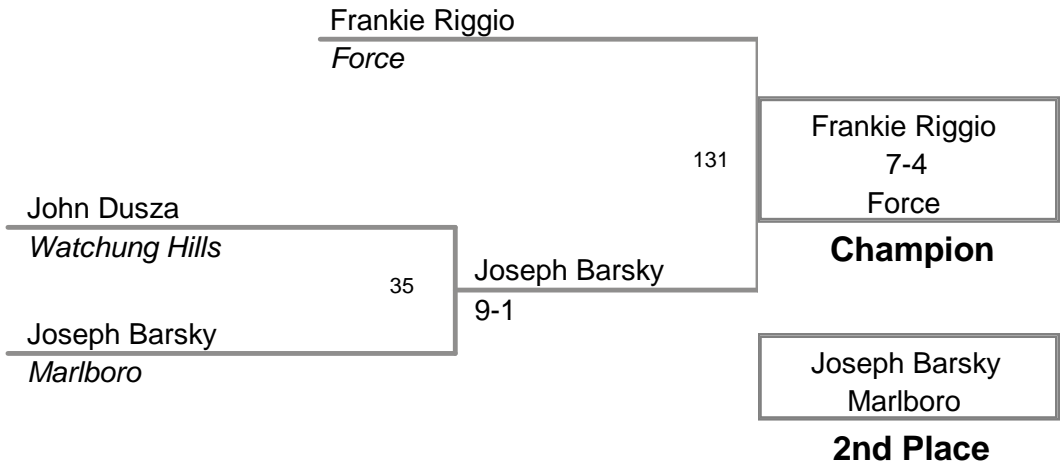 Frankie Riggio
Force
131
Frankie Riggio
7-4
Force
Champion
John Dusza
Watchung Hills
35
Joseph Barsky
9-1
Joseph Barsky
Marlboro
Joseph Barsky
Marlboro
2nd Place